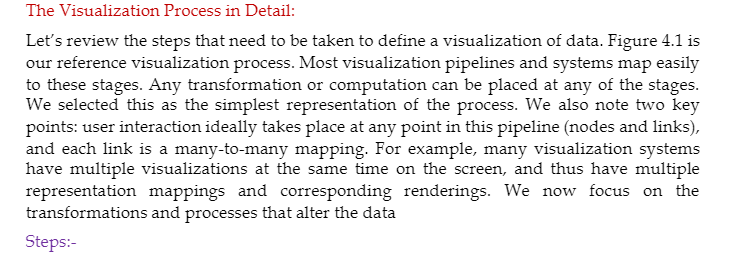 The Visualization Process in Detail:
Let's review the steps that need to be taken to define a visualization of data. Figure 4.1 is
our reference visualization process. Most visualization pipelines and systems map easily
to these stages. Any transformation or computation can be placed at any of the stages.
We selected this as the simplest representation of the process. We also note two key
points: user interaction ideally takes place at any point in this pipeline (nodes and links),
and each link is a many-to-many mapping. For example, many visualization systems
have multiple visualizations at the same time on the screen, and thus have multiple
representation mappings and corresponding renderings. We now focus on the
transformations and processes that alter the data
Steps:-